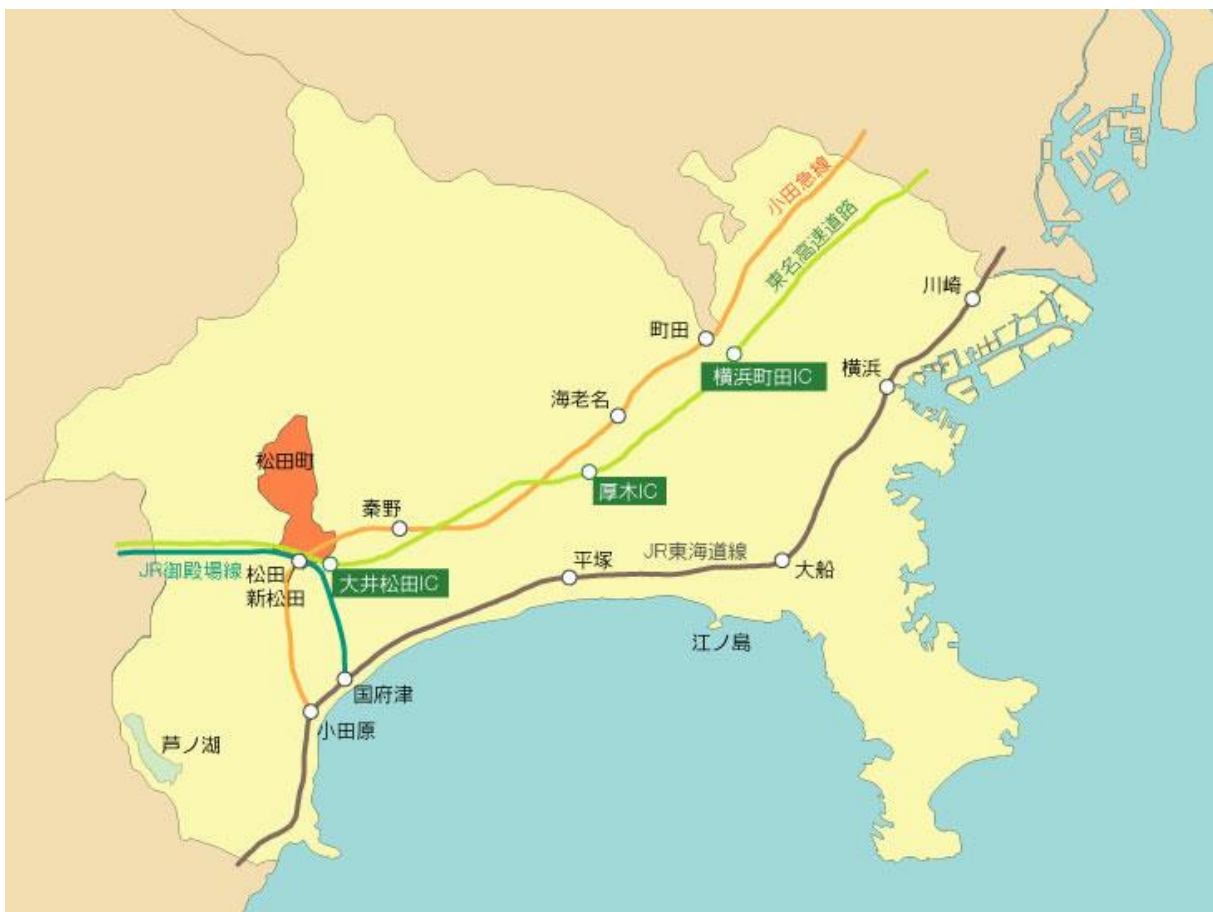 小田急線
東名高速道路
川崎
町田
横浜
横浜町田IC
海老名
松田町
厚木IC
秦野
JR東海道線
平塚
大船
JR御殿場線
松田
新松田
大井松田IC
江ノ島
国府津
小田原
芦ノ湖